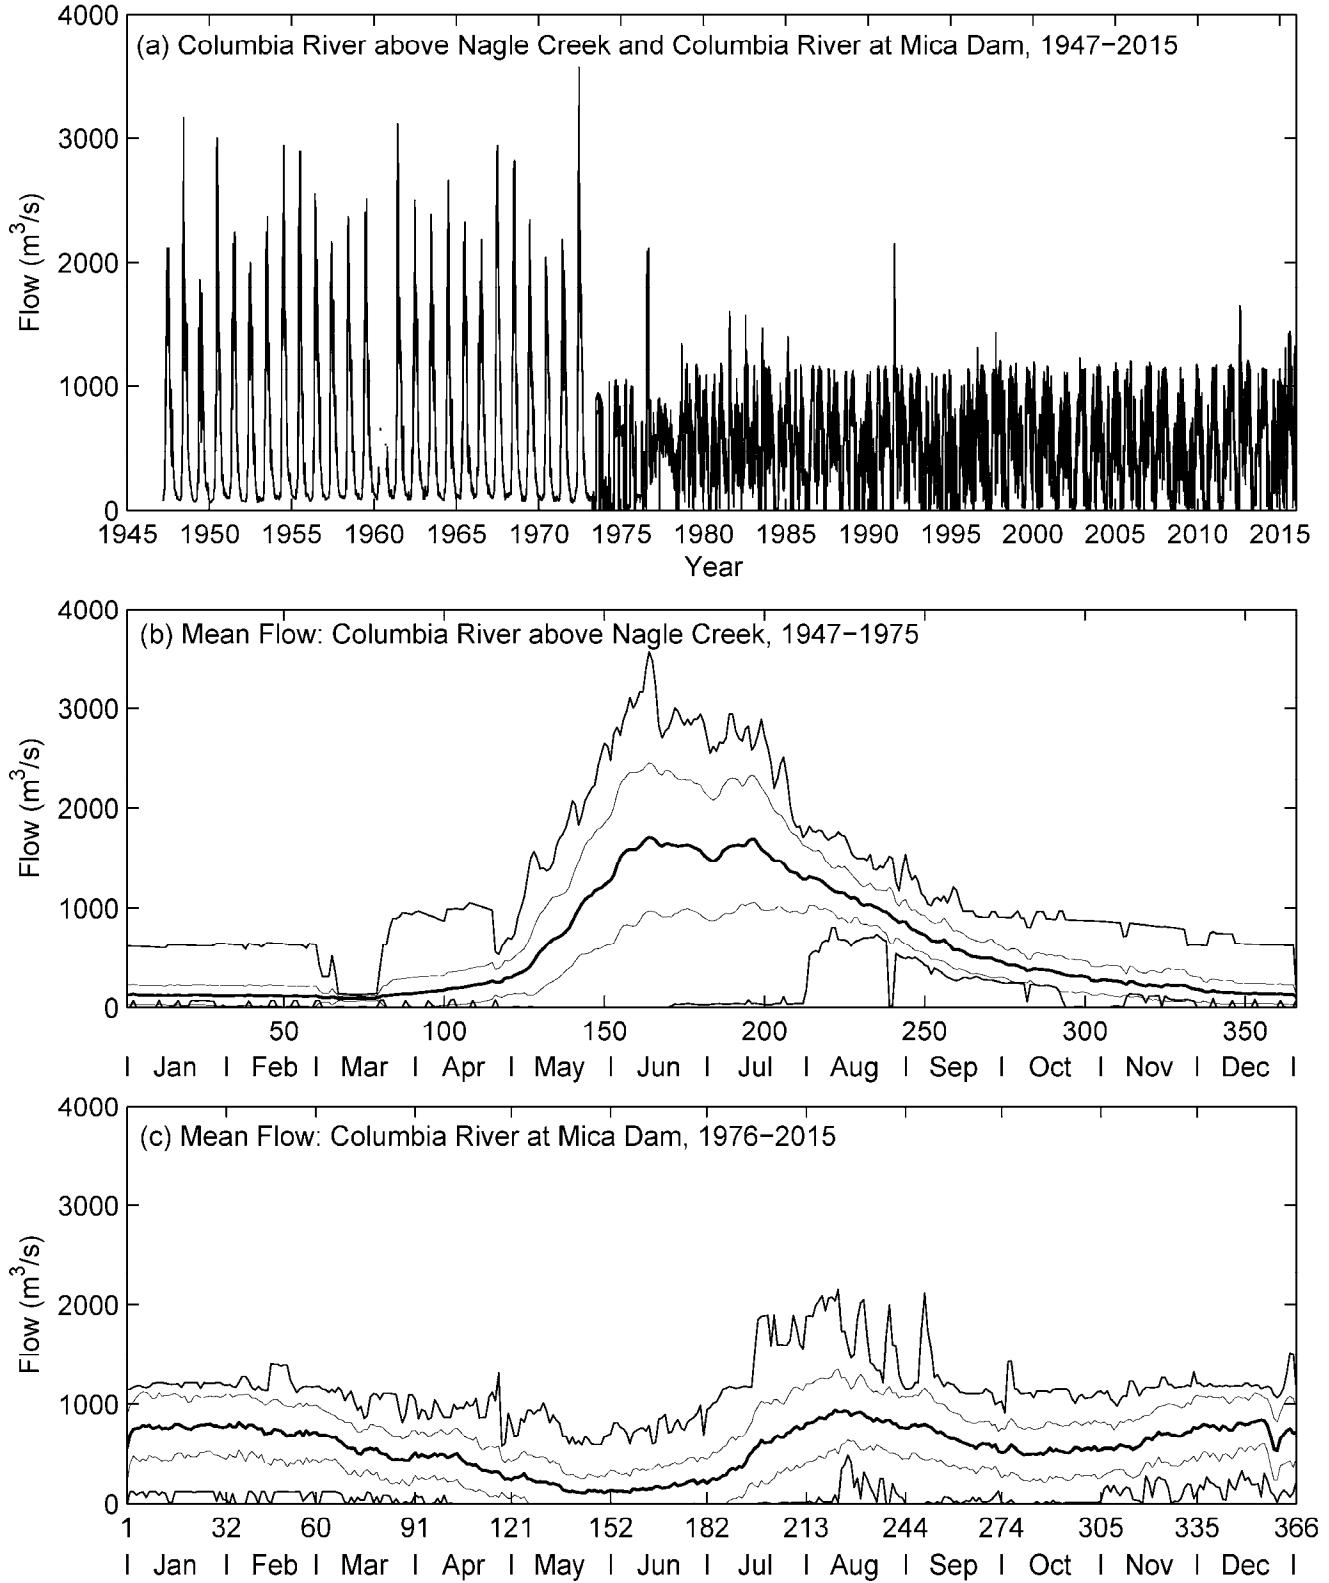 4000
(a) Columbia River above Nagle Creek and Columbia River at Mica Dam, 1947−2015
3000
Flow (m³/s)
2000
1000
0
1945 1950 1955 1960 1965 1970 1975 1980 1985 1990 1995 2000 2005 2010 2015
Year
4000
(b) Mean Flow: Columbia River above Nagle Creek, 1947−1975
3000
Flow (m³/s)
2000
1000
0
50 100 150 200 250 300 350
| Jan | Feb | Mar | Apr | May | Jun | Jul | Aug | Sep | Oct | Nov | Dec |
4000
(c) Mean Flow: Columbia River at Mica Dam, 1976−2015
3000
Flow (m³/s)
2000
1000
0
1 32 60 91 121 152 182 213 244 274 305 335 366
| Jan | Feb | Mar | Apr | May | Jun | Jul | Aug | Sep | Oct | Nov | Dec |